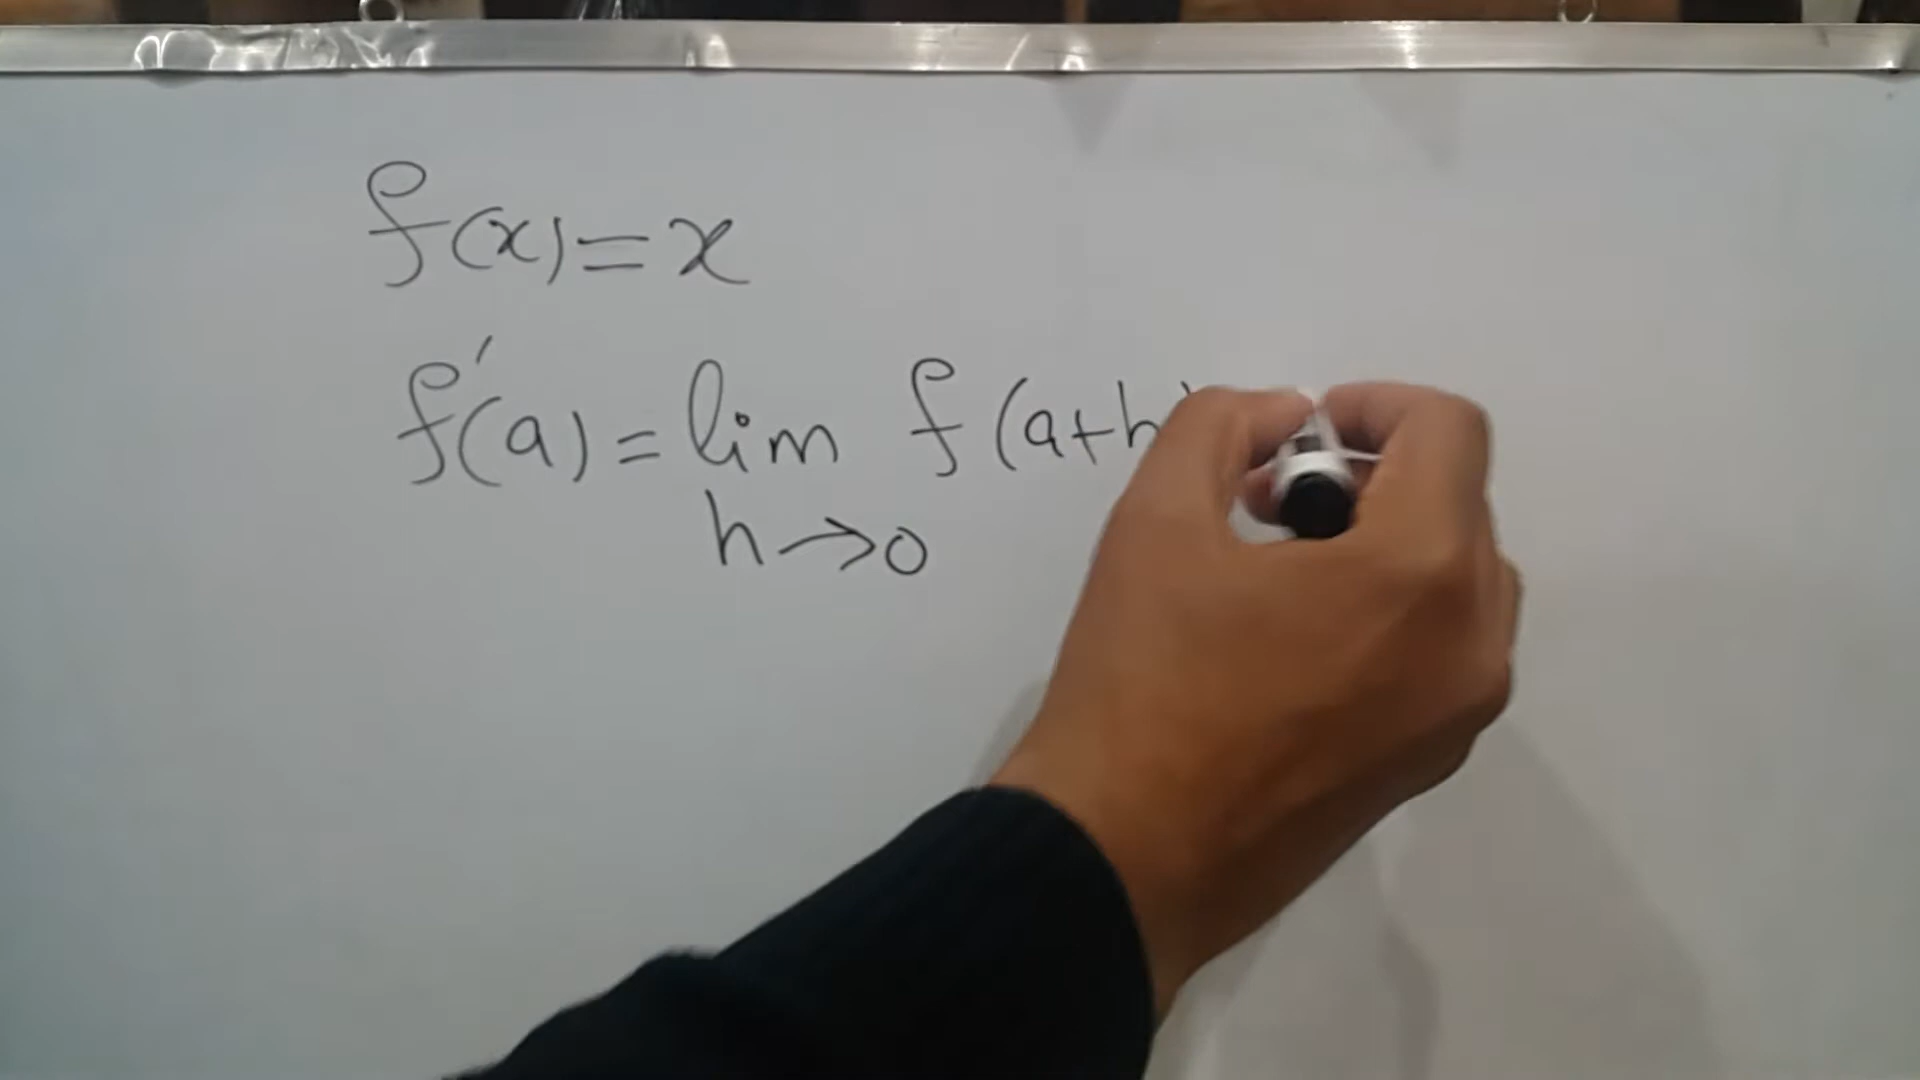 f(x)=x
f'(a)=lim f(a+h)
h→0